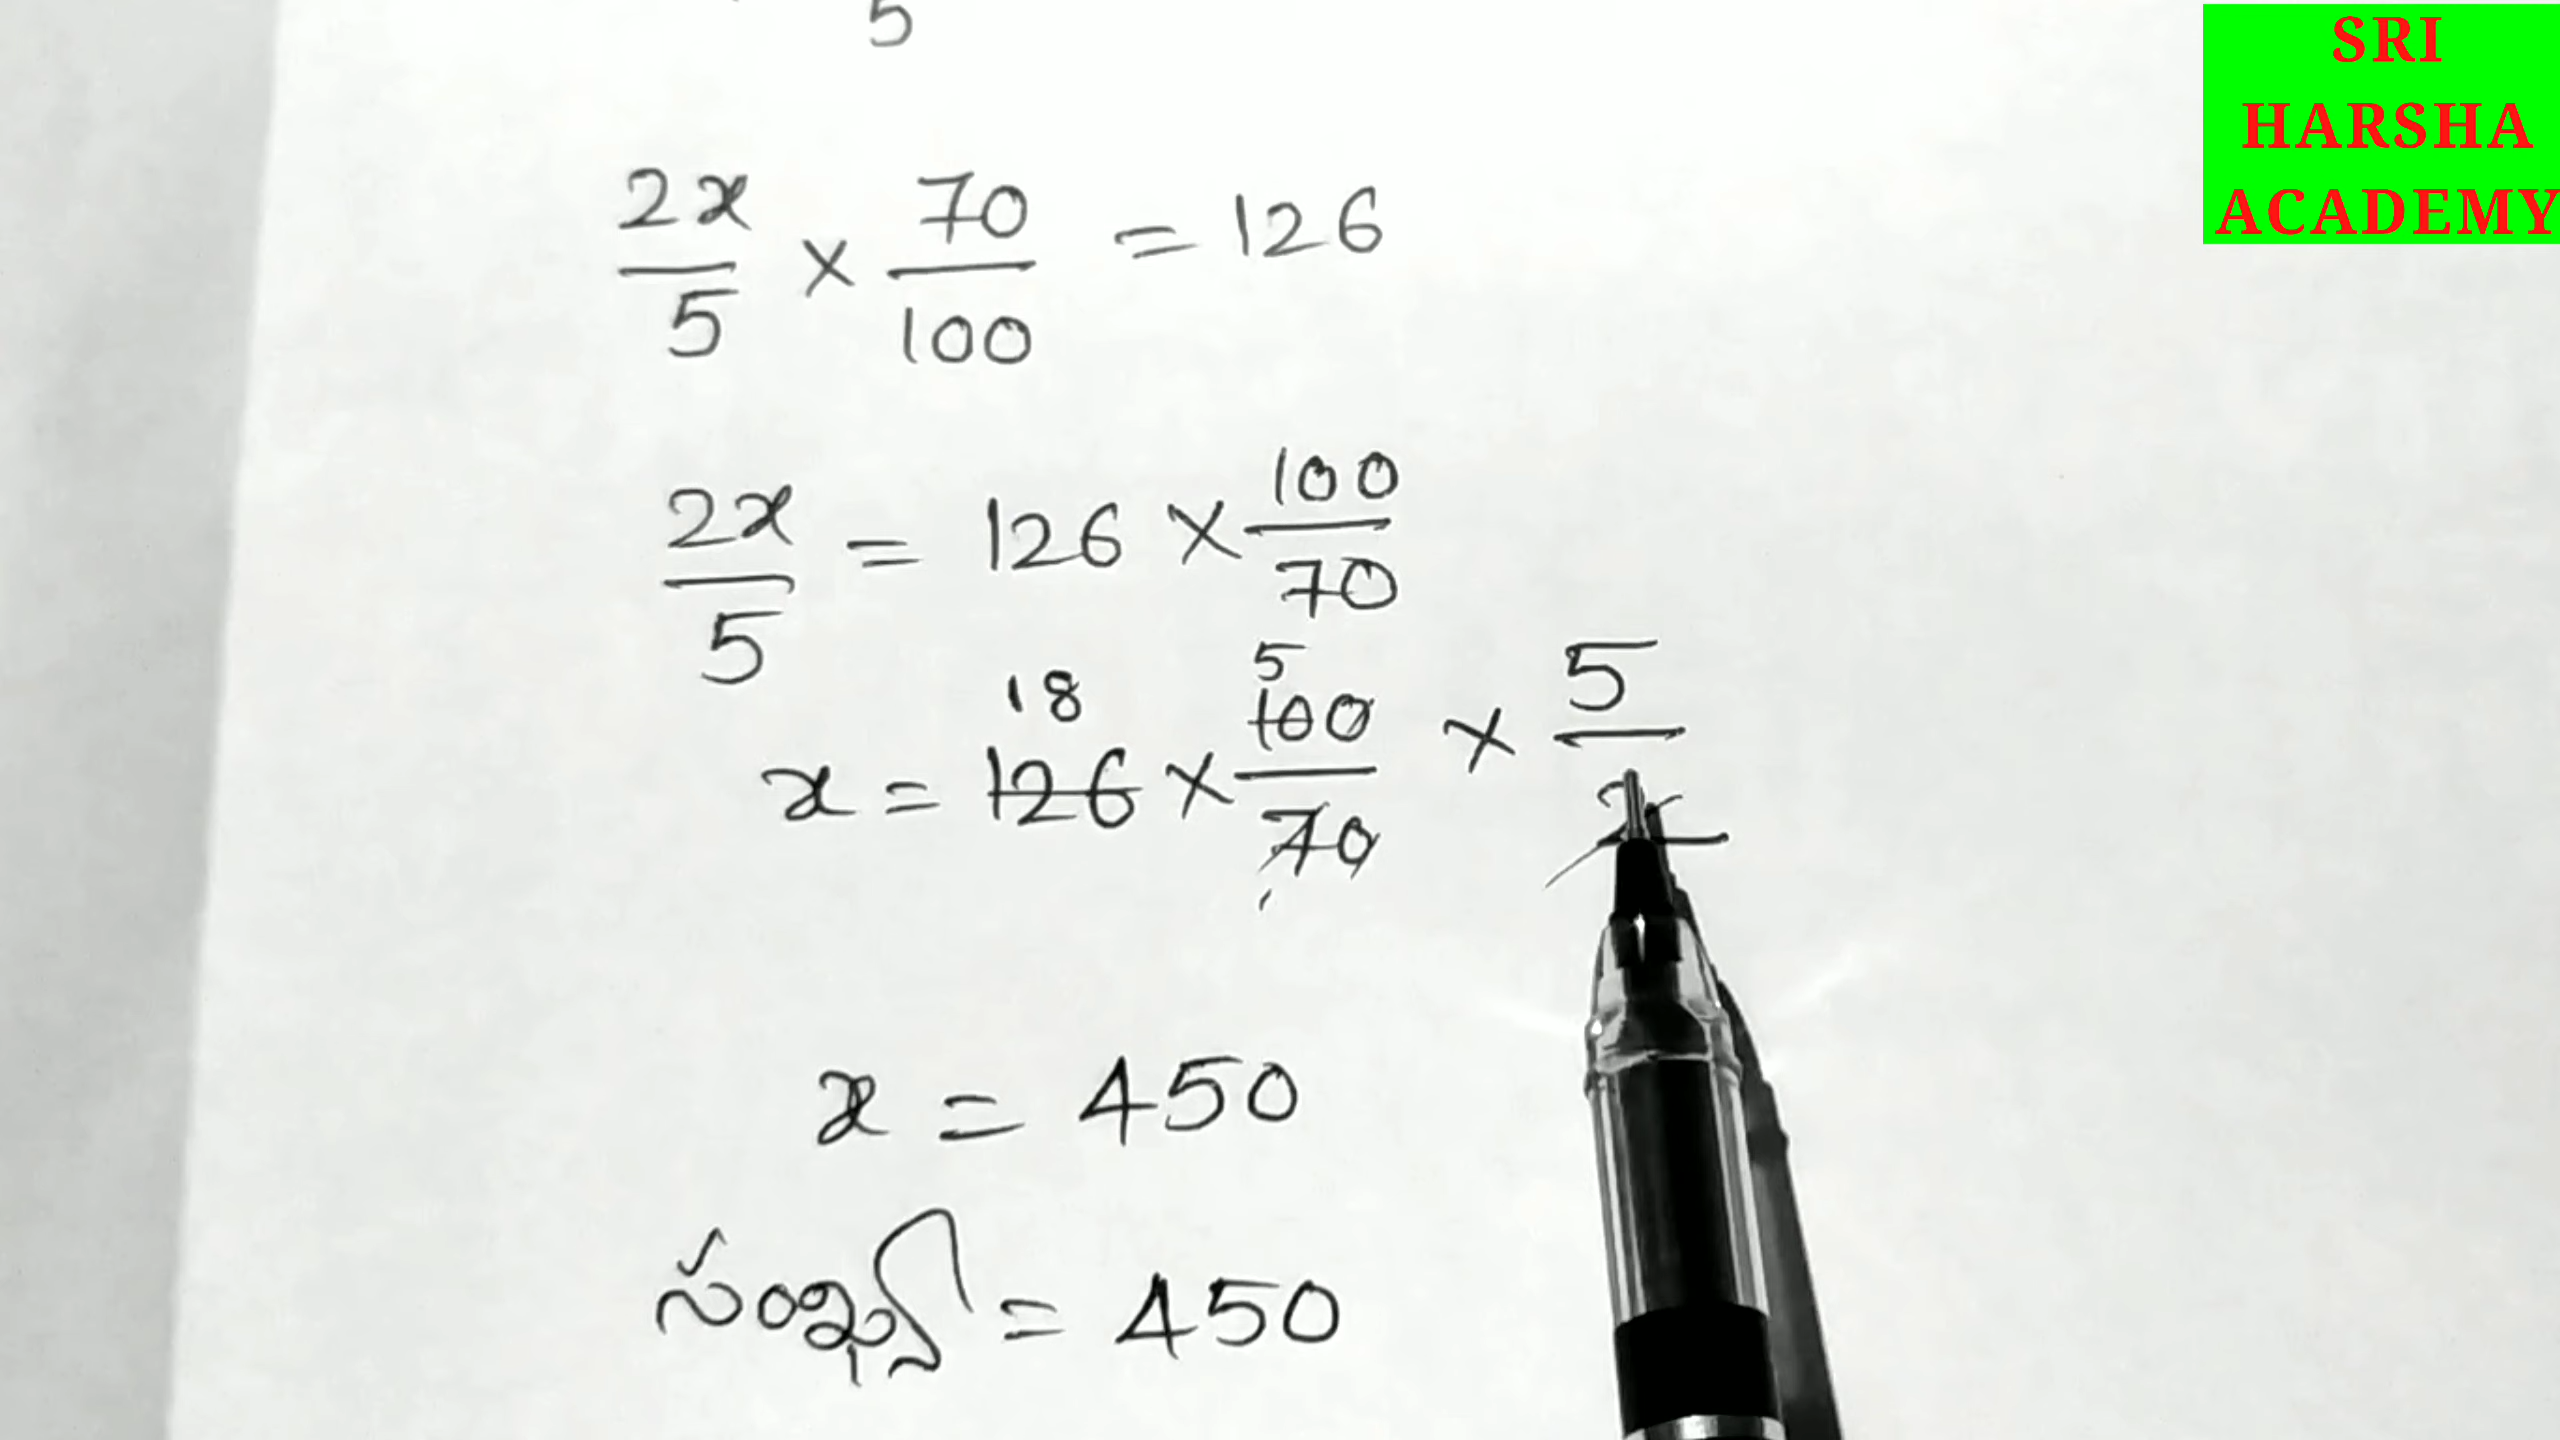 5
SRI
HARSHA
ACADEMY
2x/5 × 70/100 = 126
2x/5 = 126 × 100/70
18 5
x = 126 × 100/70 × 5/2
x = 450
సంఖ్య = 450